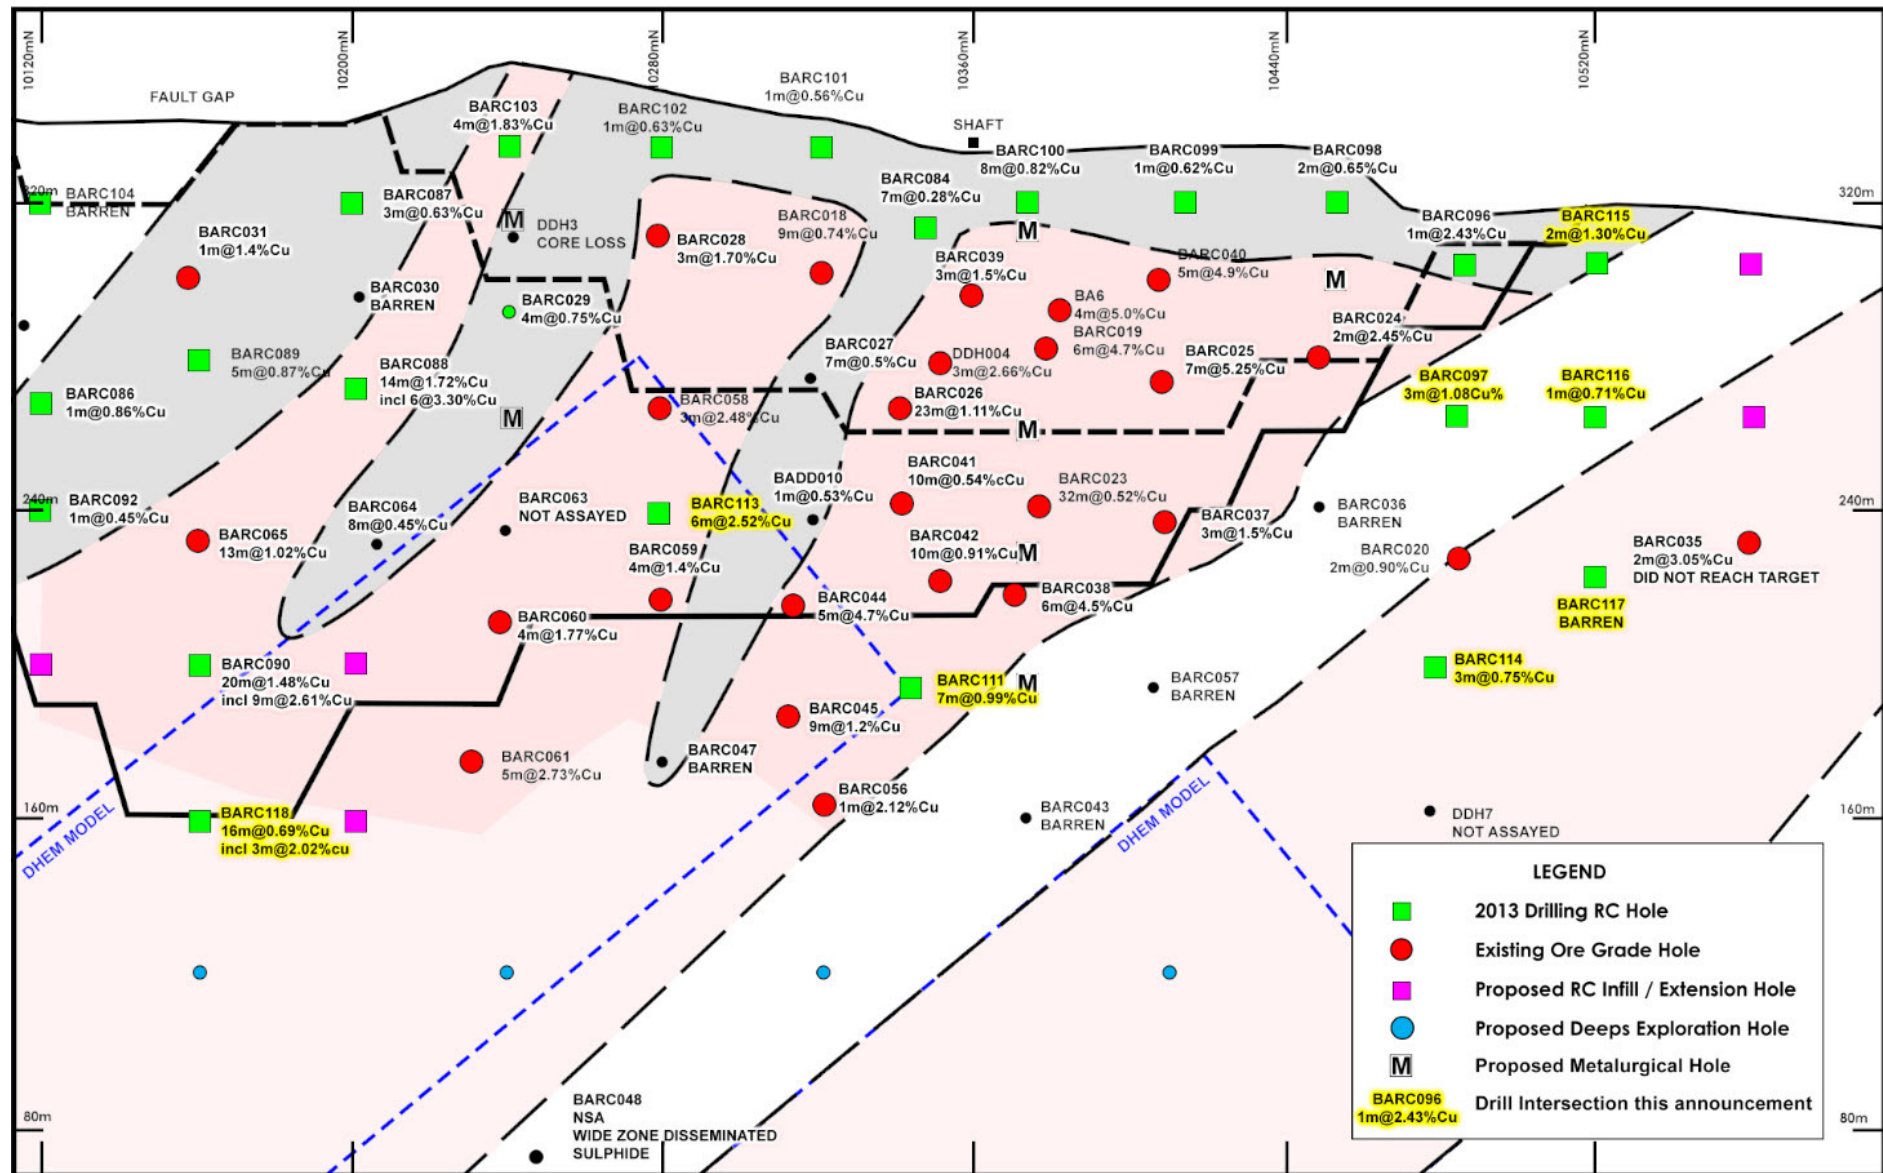 10120mN
10200mN
10280mN
10360mN
10440mN
10520mN
FAULT GAP
BARC103
4m@1.83%Cu
BARC102
1m@0.63%Cu
BARC101
1m@0.56%Cu
SHAFT
BARC100
8m@0.82%Cu
BARC099
1m@0.62%Cu
BARC098
2m@0.65%Cu
320m
BARC104
BARREN
BARC087
3m@0.63%Cu
M
DDH3
CORE LOSS
BARC018
9m@0.74%Cu
BARC084
7m@0.28%Cu
M
320m
BARC096
1m@2.43%Cu
BARC115
2m@1.30%Cu
BARC031
1m@1.4%Cu
BARC028
3m@1.70%Cu
BARC039
3m@1.5%Cu
BARC040
5m@4.9%Cu
M
BARC030
BARREN
BARC029
4m@0.75%Cu
BA6
4m@5.0%Cu
BARC019
6m@4.7%Cu
BARC024
2m@2.45%Cu
BARC089
5m@0.87%Cu
BARC088
14m@1.72%Cu
incl 6@3.30%Cu
BARC027
7m@0.5%Cu
DDH004
3m@2.66%Cu
BARC025
7m@5.25%Cu
BARC086
1m@0.86%Cu
M
BARC058
3m@2.48%Cu
BARC026
23m@1.11%Cu
M
BARC097
3m@1.08Cu%
BARC116
1m@0.71%Cu
240m
BARC092
1m@0.45%Cu
BARC064
8m@0.45%Cu
BARC063
NOT ASSAYED
BARC113
6m@2.52%Cu
BADD010
1m@0.53%Cu
BARC041
10m@0.54%cCu
BARC023
32m@0.52%Cu
BARC037
3m@1.5%Cu
BARC036
BARREN
240m
BARC065
13m@1.02%Cu
BARC059
4m@1.4%Cu
BARC042
10m@0.91%Cu
M
BARC020
2m@0.90%Cu
BARC035
2m@3.05%Cu
DID NOT REACH TARGET
BARC060
4m@1.77%Cu
BARC044
5m@4.7%Cu
BARC038
6m@4.5%Cu
BARC117
BARREN
BARC090
20m@1.48%Cu
incl 9m@2.61%Cu
BARC111
7m@0.99%Cu
M
BARC057
BARREN
BARC114
3m@0.75%Cu
BARC045
9m@1.2%Cu
BARC061
5m@2.73%Cu
BARC047
BARREN
160m
BARC118
16m@0.69%Cu
incl 3m@2.02%cu
DHEM MODEL
BARC056
1m@2.12%Cu
BARC043
BARREN
DHEM MODEL
DDH7
NOT ASSAYED
160m
LEGEND
2013 Drilling RC Hole
Existing Ore Grade Hole
Proposed RC Infill / Extension Hole
Proposed Deeps Exploration Hole
M
Proposed Metalurgical Hole
BARC096
1m@2.43%Cu
Drill Intersection this announcement
80m
BARC048
NSA
WIDE ZONE DISSEMINATED
SULPHIDE
80m